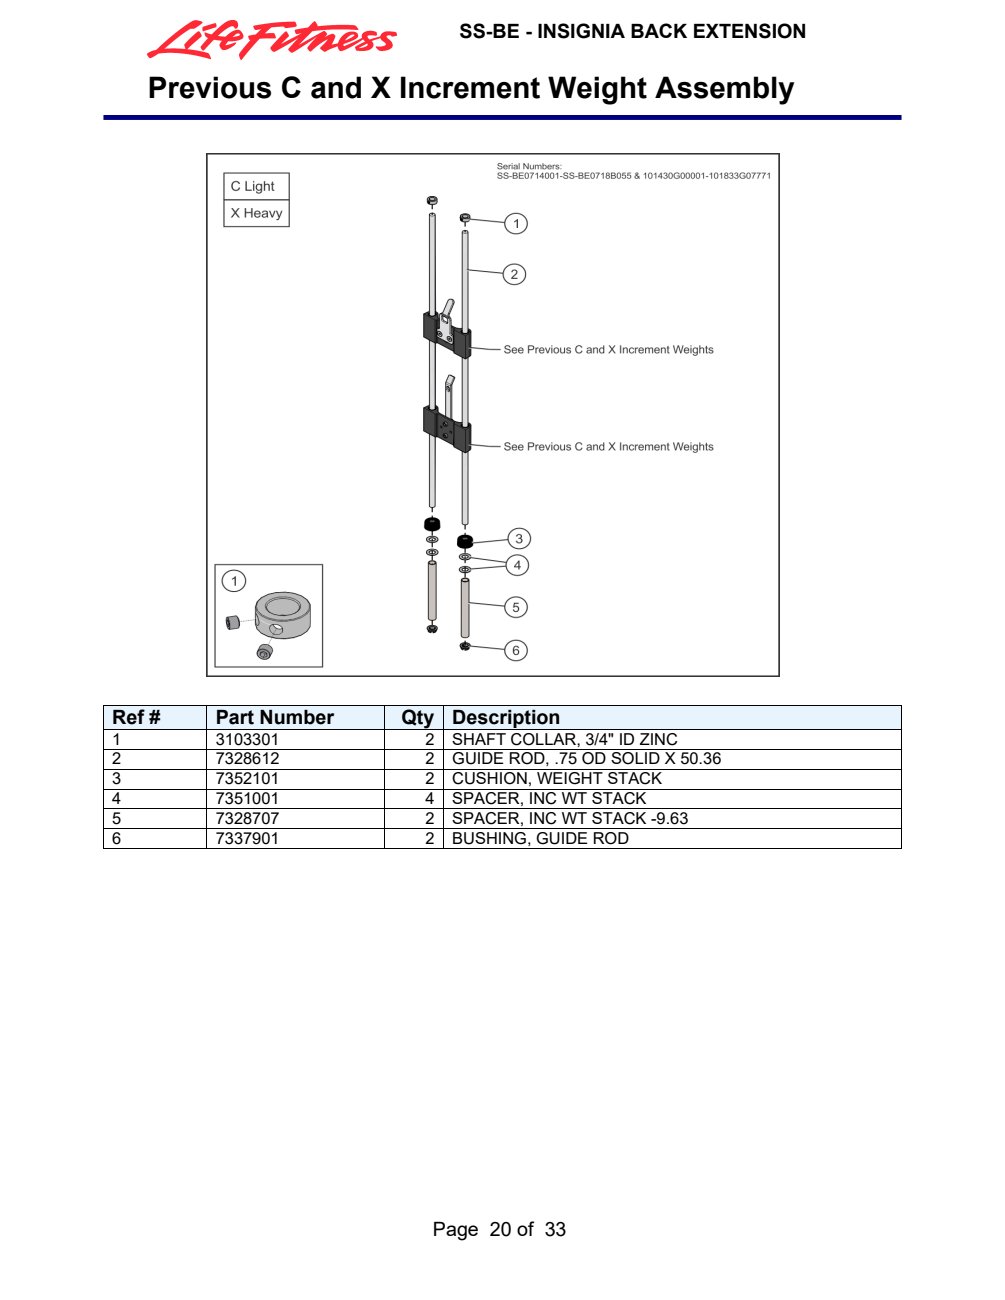 Life Fitness
SS-BE - INSIGNIA BACK EXTENSION
Previous C and X Increment Weight Assembly
Serial Numbers:
SS-BE0714001-SS-BE0718B055 & 101430G00001-101833G07771
C Light
X Heavy
1
2
See Previous C and X Increment Weights
See Previous C and X Increment Weights
3
4
5
6
1
Ref # Part Number Qty Description
1 3103301 2 SHAFT COLLAR, 3/4" ID ZINC
2 7328612 2 GUIDE ROD, .75 OD SOLID X 50.36
3 7352101 2 CUSHION, WEIGHT STACK
4 7351001 4 SPACER, INC WT STACK
5 7328707 2 SPACER, INC WT STACK -9.63
6 7337901 2 BUSHING, GUIDE ROD
Page 20 of 33